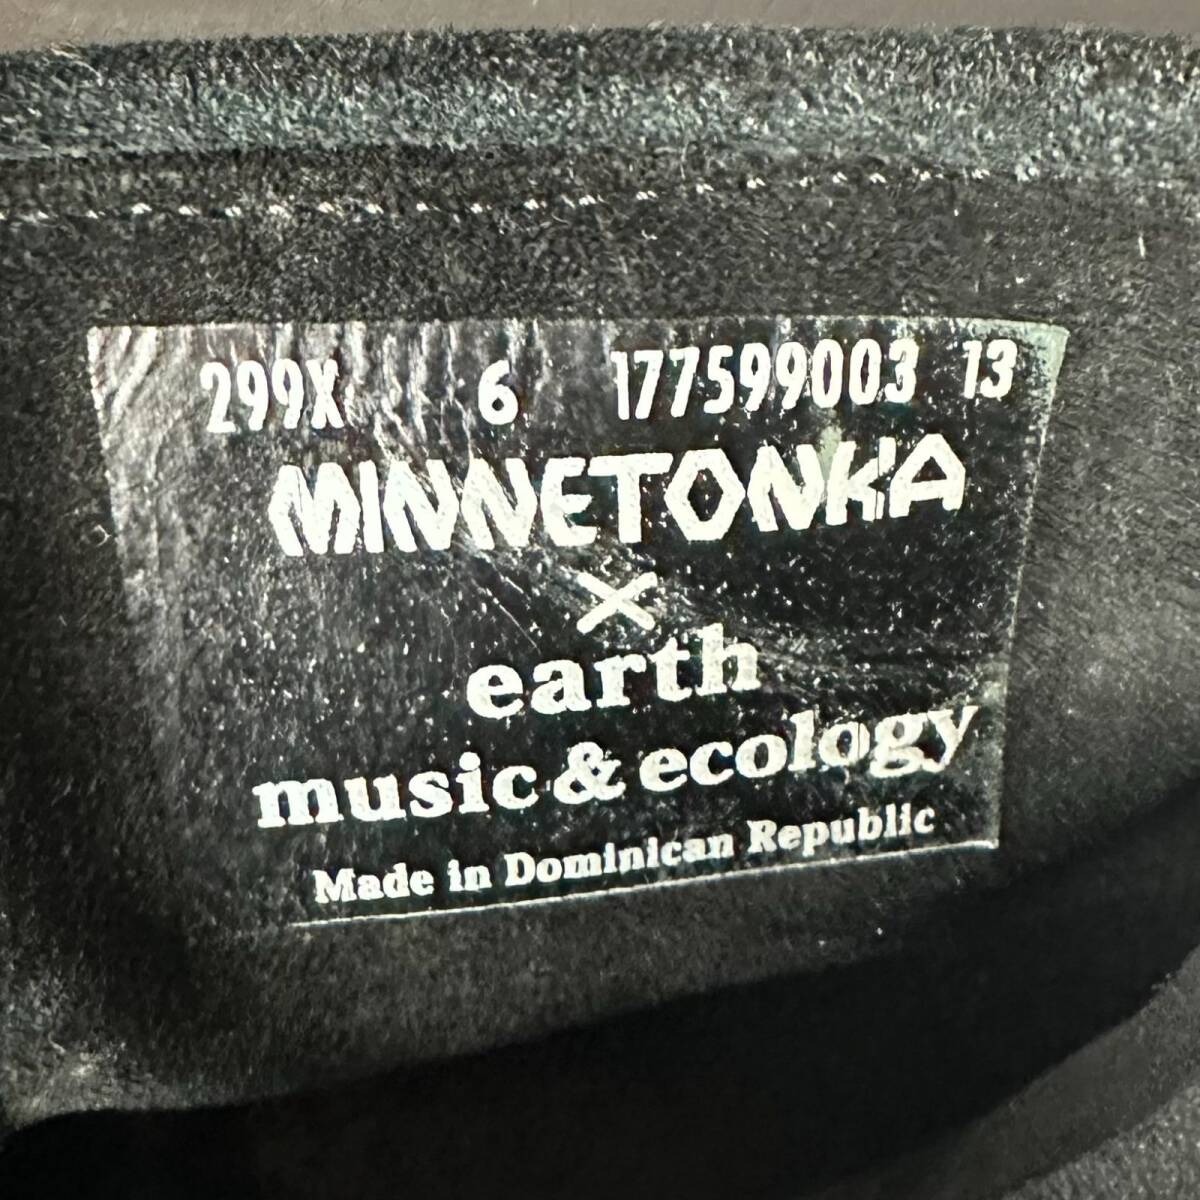 299X 6 177599003 13
MINNETONKA
×
earth
music & ecology
Made in Dominican Republic